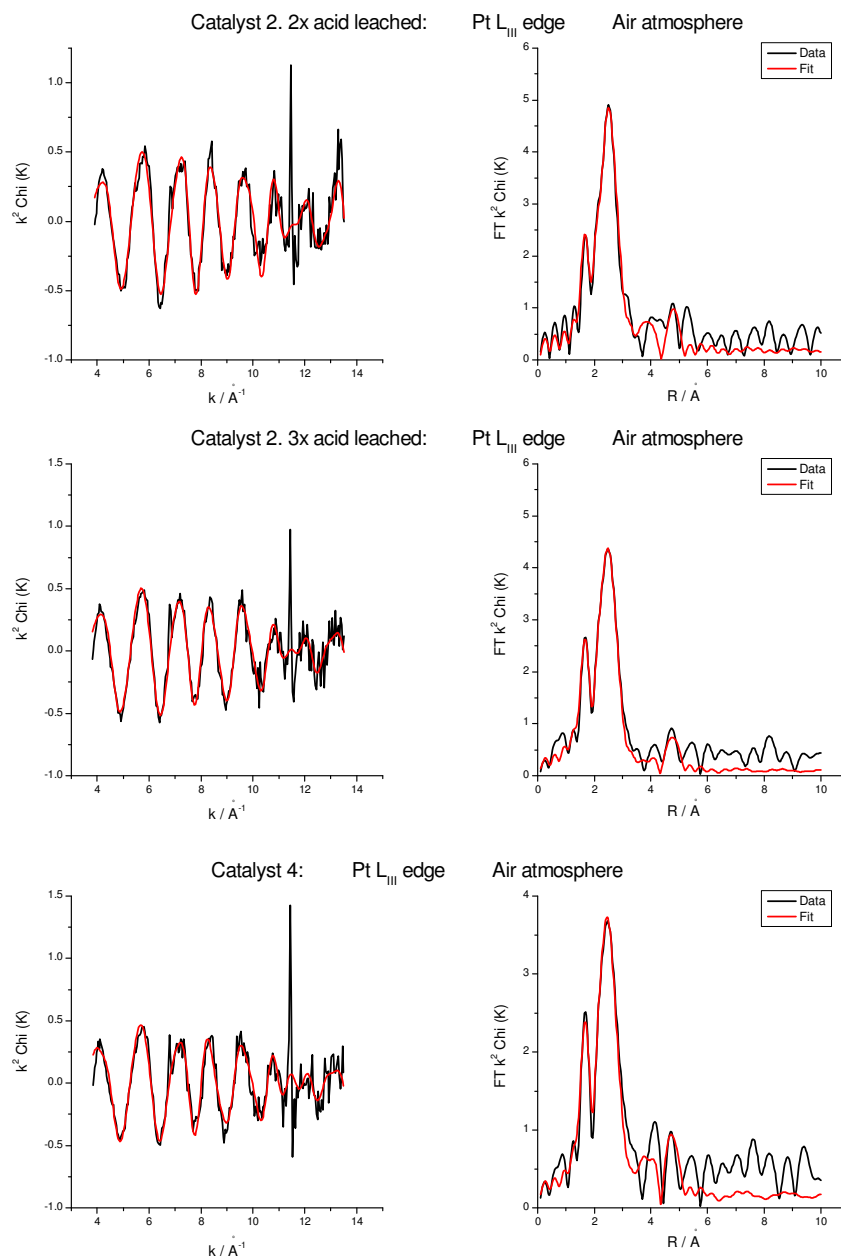 Catalyst 2. 2x acid leached: Pt L_III edge Air atmosphere
k² Chi (K)
1.0
0.5
0.0
-0.5
-1.0
4 6 8 10 12 14
k / Å⁻¹
FT k² Chi (K)
6
5
4
3
2
1
0
0 2 4 6 8 10
R / Å
Data
Fit
Catalyst 2. 3x acid leached: Pt L_III edge Air atmosphere
k² Chi (K)
1.5
1.0
0.5
0.0
-0.5
-1.0
4 6 8 10 12 14
k / Å⁻¹
FT k² Chi (K)
6
5
4
3
2
1
0
0 2 4 6 8 10
R / Å
Data
Fit
Catalyst 4: Pt L_III edge Air atmosphere
k² Chi (K)
1.5
1.0
0.5
0.0
-0.5
-1.0
4 6 8 10 12 14
k / Å⁻¹
FT k² Chi (K)
4
3
2
1
0
0 2 4 6 8 10
R / Å
Data
Fit